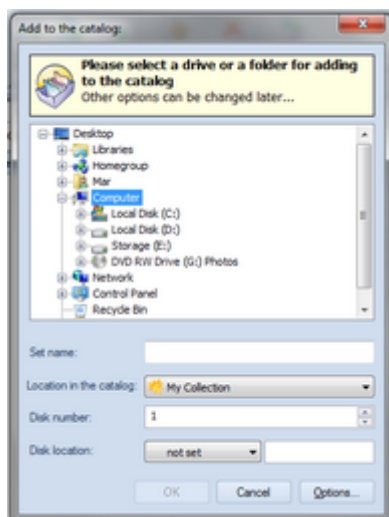 Add to the catalog:
Please select a drive or a folder for adding
to the catalog
Other options can be changed later...
Desktop
Libraries
Homegroup
Mar
Computer
Local Disk (C:)
Local Disk (D:)
Storage (E:)
DVD RW Drive (G:) Photos
Network
Control Panel
Recycle Bin
Set name:
Location in the catalog: My Collection
Disk number: 1
Disk location: not set
OK Cancel Options...